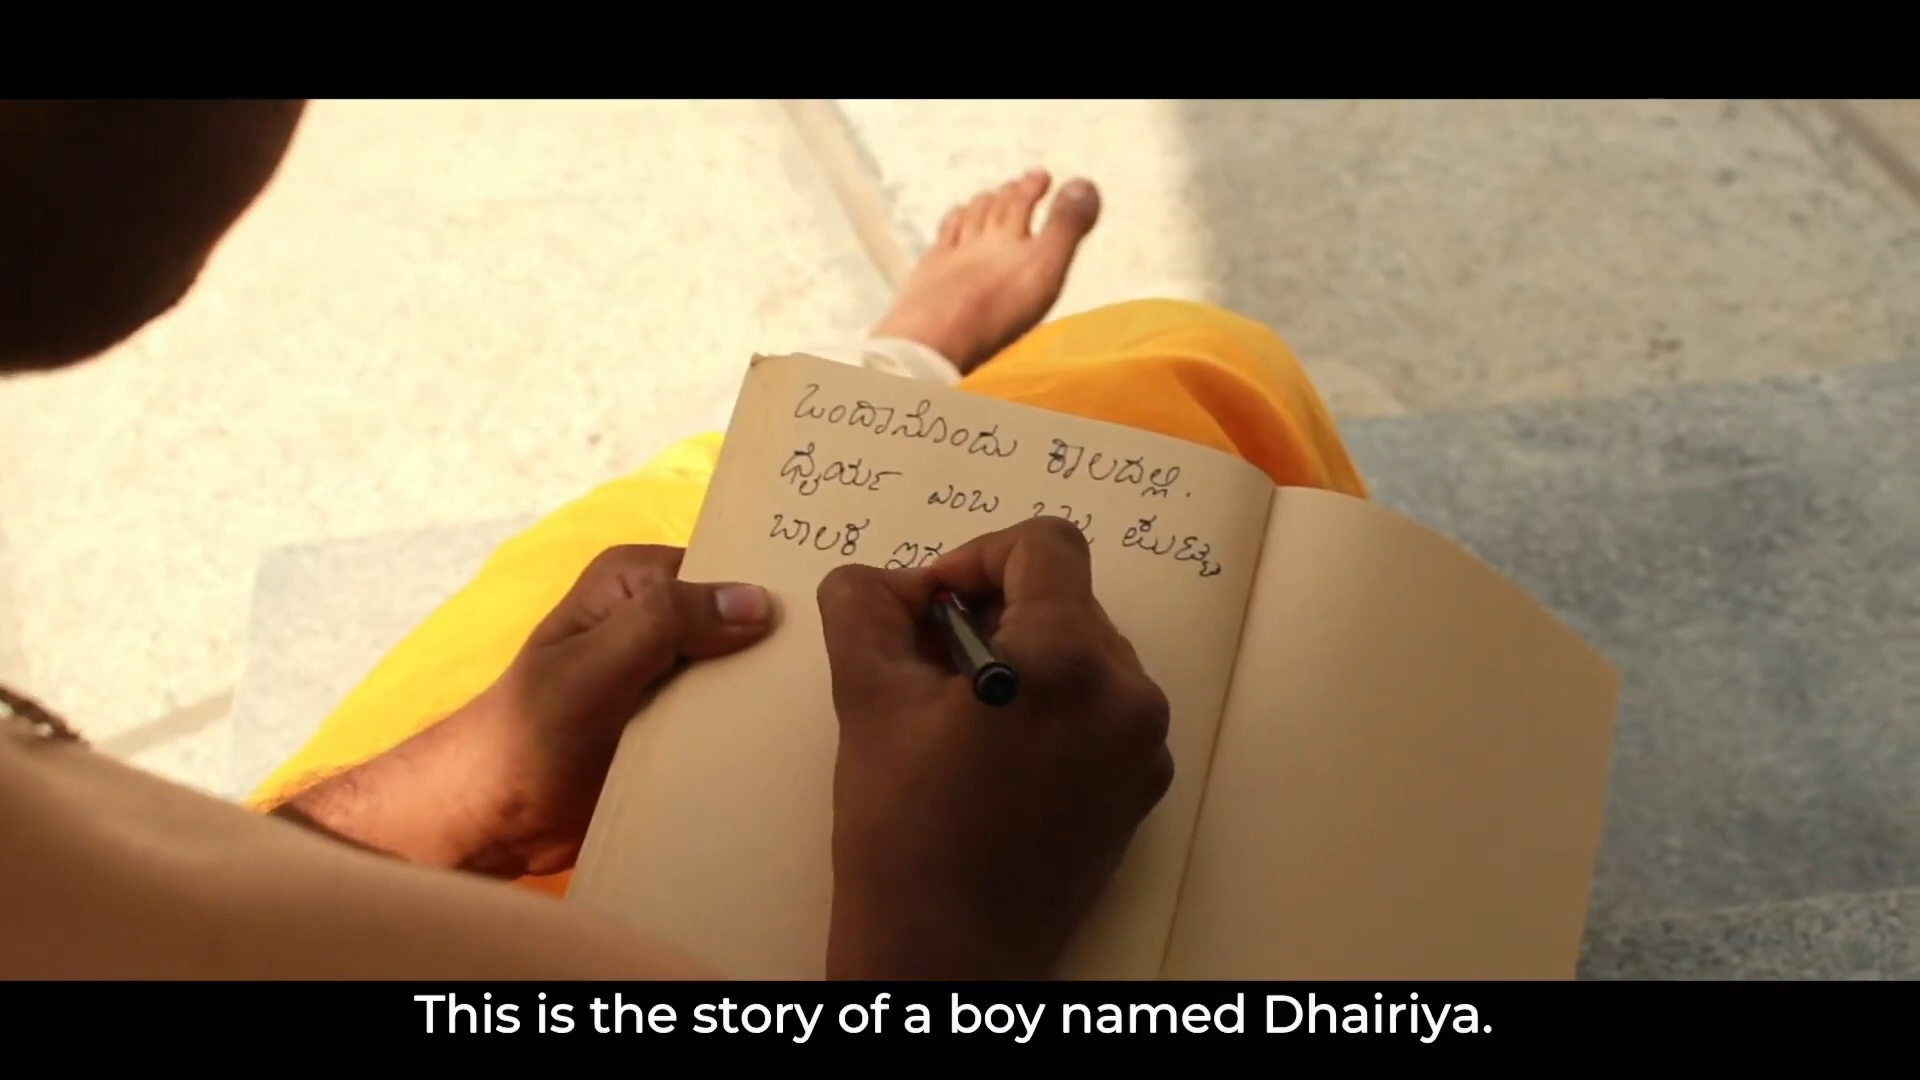 ಒಂದಾನೊಂದು ಕಾಲದಲ್ಲಿ.
ಧೈರ್ಯ ಎಂಬ ಪುಟ್ಟ
ಬಾಲಕ
This is the story of a boy named Dhairiya.